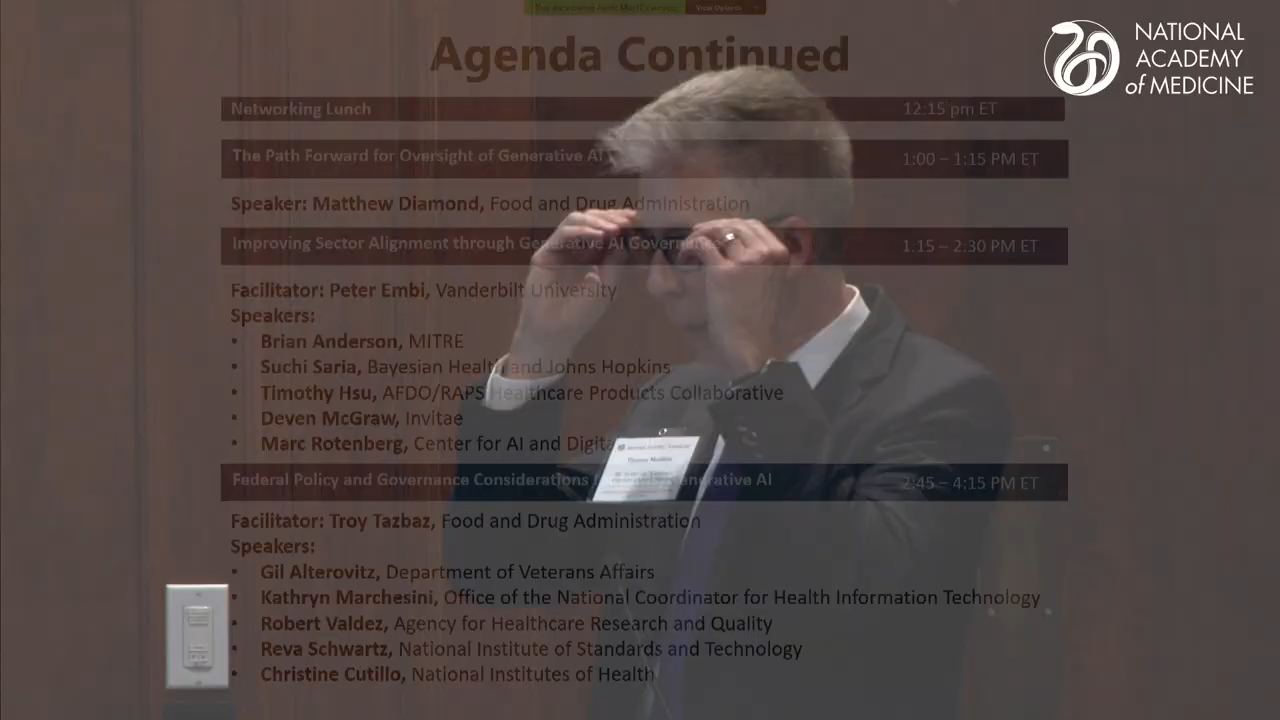 View Options
NATIONAL
ACADEMY
of MEDICINE
Agenda Continued
Networking Lunch 12:15 pm ET
The Path Forward for Oversight of Generative AI 1:00 – 1:15 PM ET
Speaker: Matthew Diamond, Food and Drug Administration
Improving Sector Alignment through Generative AI Governance 1:15 – 2:30 PM ET
Facilitator: Peter Embi, Vanderbilt University
Speakers:
• Brian Anderson, MITRE
• Suchi Saria, Bayesian Health and Johns Hopkins
• Timothy Hsu, AFDO/RAPS Healthcare Products Collaborative
• Deven McGraw, Invitae
• Marc Rotenberg, Center for AI and Digital
Federal Policy and Governance Considerations Generative AI 2:45 – 4:15 PM ET
Facilitator: Troy Tazbaz, Food and Drug Administration
Speakers:
• Gil Alterovitz, Department of Veterans Affairs
• Kathryn Marchesini, Office of the National Coordinator for Health Information Technology
• Robert Valdez, Agency for Healthcare Research and Quality
• Reva Schwartz, National Institute of Standards and Technology
• Christine Cutillo, National Institutes of Health